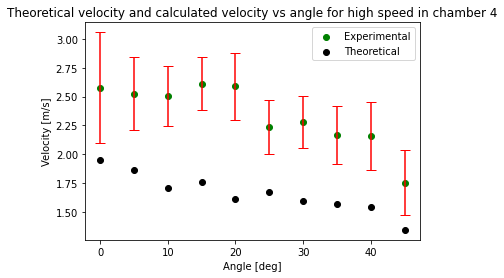 Theoretical velocity and calculated velocity vs angle for high speed in chamber 4
Experimental
Theoretical
3.00
2.75
2.50
2.25
2.00
1.75
1.50
Velocity [m/s]
0 10 20 30 40
Angle [deg]